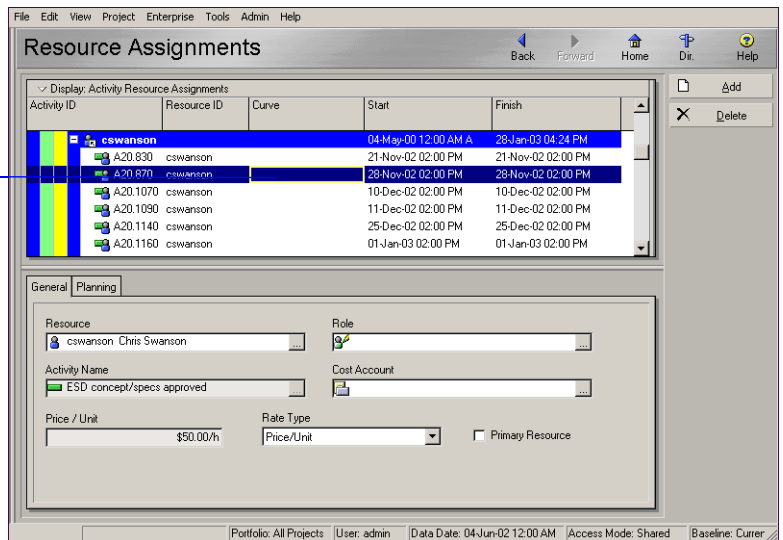 File Edit View Project Enterprise Tools Admin Help
Resource Assignments
Back Forward Home Dir. Help
Display: Activity Resource Assignments
Add
Delete
Activity ID Resource ID Curve Start Finish
cswanson 04-May-00 12:00 AM A 28-Jan-03 04:24 PM
A20.830 cswanson 21-Nov-02 02:00 PM 21-Nov-02 02:00 PM
A20.870 cswanson 28-Nov-02 02:00 PM 28-Nov-02 02:00 PM
A20.1070 cswanson 10-Dec-02 02:00 PM 10-Dec-02 02:00 PM
A20.1090 cswanson 11-Dec-02 02:00 PM 11-Dec-02 02:00 PM
A20.1140 cswanson 25-Dec-02 02:00 PM 25-Dec-02 02:00 PM
A20.1160 cswanson 01-Jan-03 02:00 PM 01-Jan-03 02:00 PM
General Planning
Resource Role
cswanson Chris Swanson ... ...
Activity Name Cost Account
ESD concept/specs approved ... ...
Price / Unit Rate Type
$50.00/h Price/Unit Primary Resource
Portfolio: All Projects User: admin Data Date: 04-Jun-02 12:00 AM Access Mode: Shared Baseline: Currer